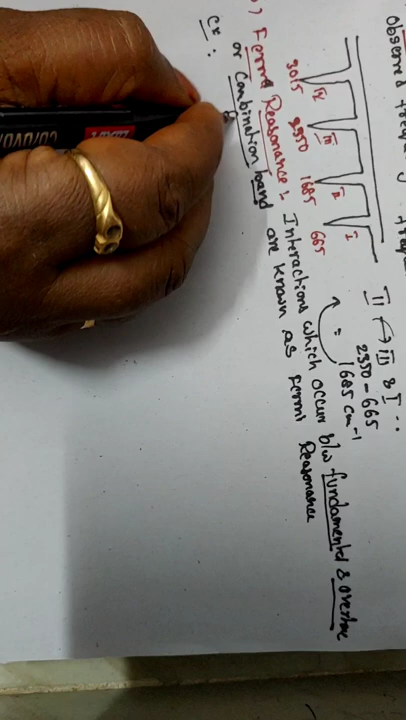 Observed
IV III II I
3015 2350 1685 665
II → III & I ..
2350 - 665
= 1685 cm-1
) Fermi Resonance : Interactions which occur b/w fundamental & overtone
or Combination band are known as Fermi Resonance
Ex :